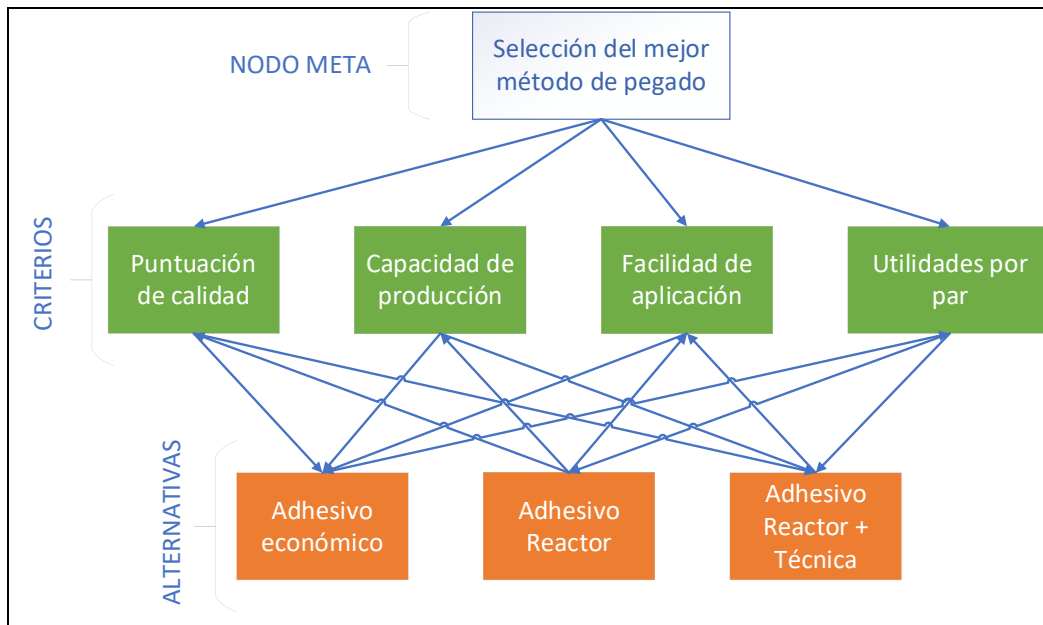 NODO META
Selección del mejor
método de pegado
CRITERIOS
Puntuación
de calidad
Capacidad de
producción
Facilidad de
aplicación
Utilidades por
par
ALTERNATIVAS
Adhesivo
económico
Adhesivo
Reactor
Adhesivo
Reactor +
Técnica